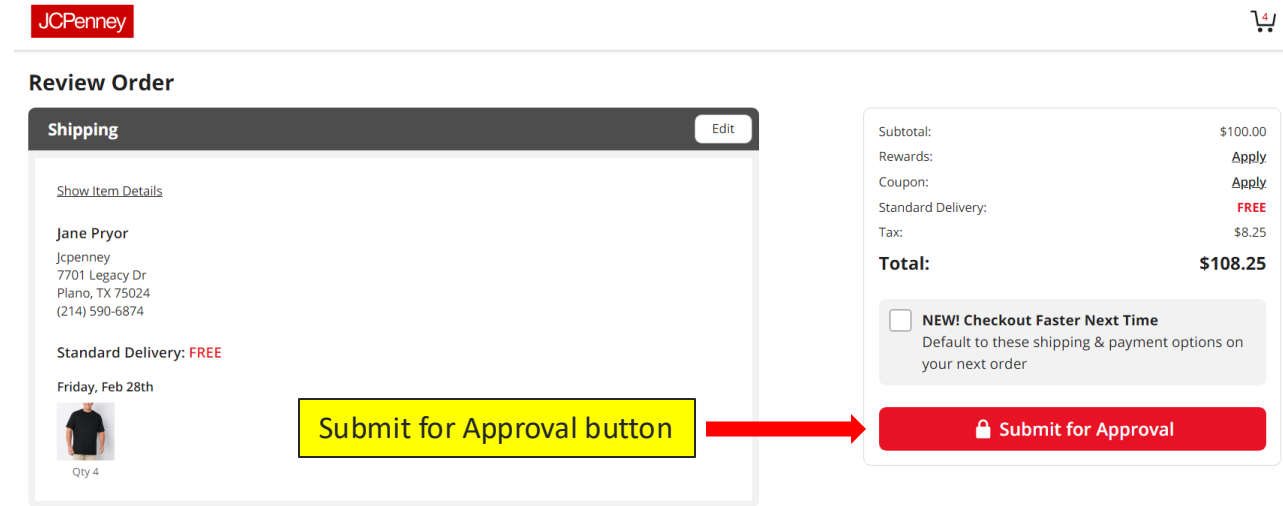 JCPenney
4
Review Order
Shipping
Edit
Show Item Details
Jane Pryor
Jcpenney
7701 Legacy Dr
Plano, TX 75024
(214) 590-6874
Standard Delivery: FREE
Friday, Feb 28th
Qty 4
Submit for Approval button
Subtotal: $100.00
Rewards: Apply
Coupon: Apply
Standard Delivery: FREE
Tax: $8.25
Total: $108.25
NEW! Checkout Faster Next Time
Default to these shipping & payment options on
your next order
Submit for Approval